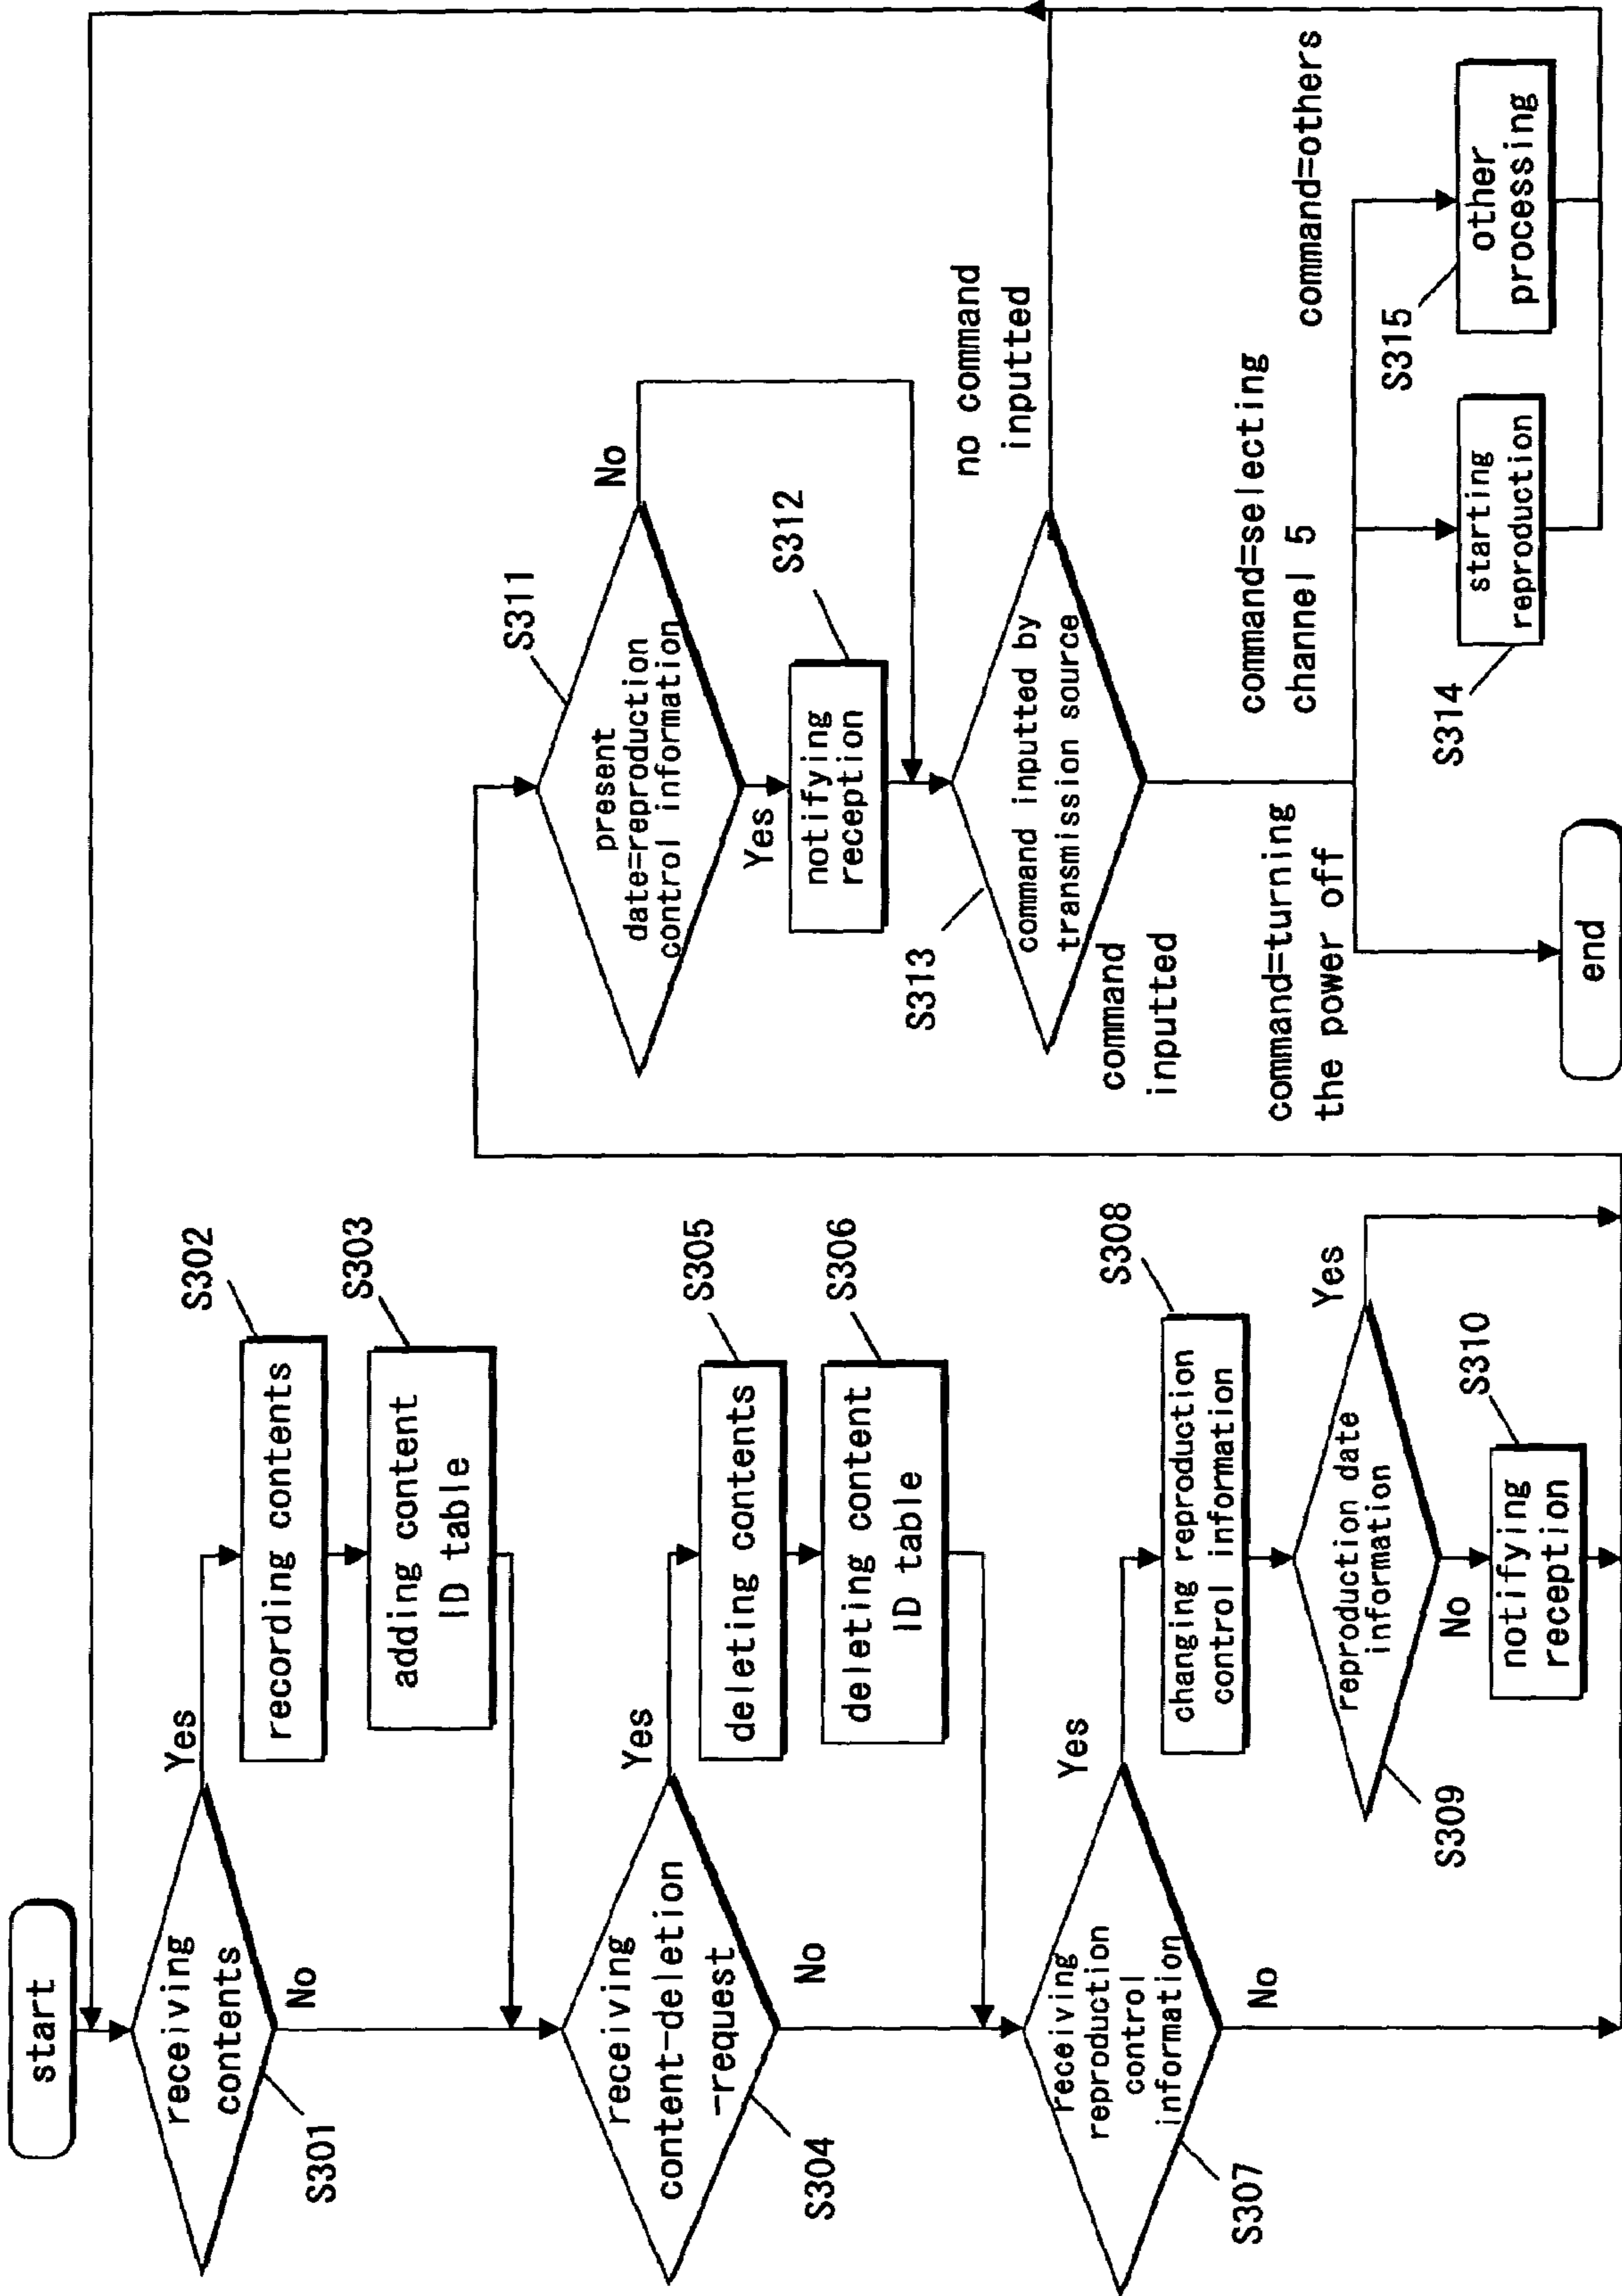 start
receiving
contents
S301
Yes
No
recording contents
S302
adding content
ID table
S303
receiving
content-deletion
-request
S304
Yes
No
deleting contents
S305
deleting content
ID table
S306
receiving
reproduction
control
information
S307
Yes
No
changing reproduction
control information
S308
reproduction date
information
S309
Yes
No
notifying
reception
S310
present
date=reproduction
control information
S311
No
Yes
notifying
reception
S312
command inputted by
transmission source
S313
no command
inputted
command
inputted
command=turning
the power off
command=selecting
channel 5
command=others
end
starting
reproduction
S314
other
processing
S315